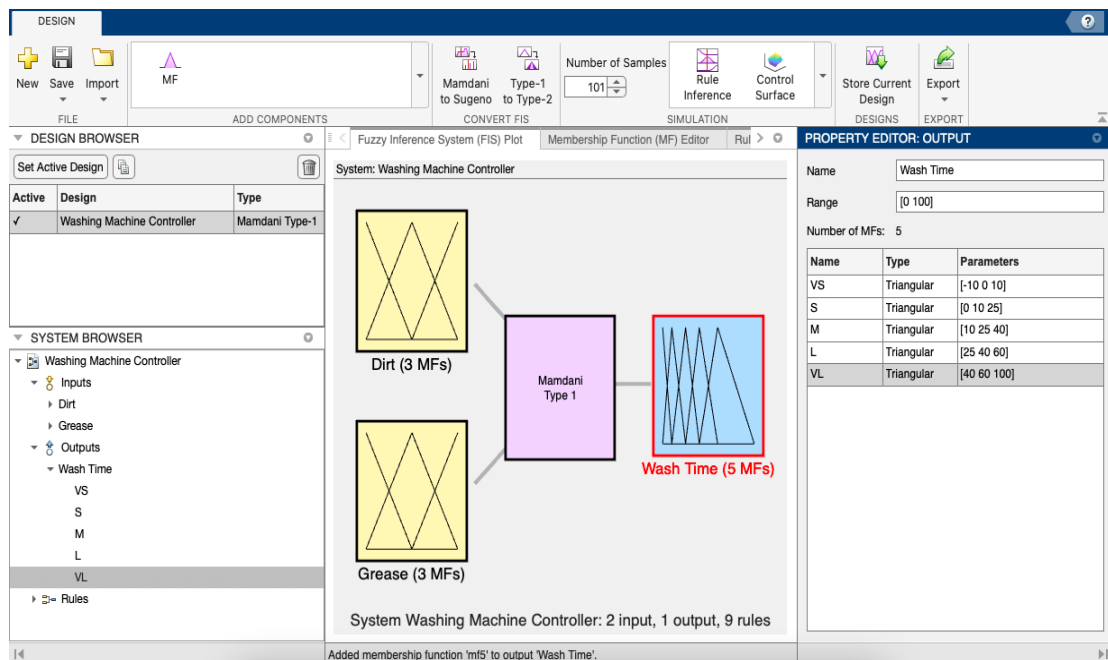 DESIGN
?
New
Save
Import
FILE
MF
ADD COMPONENTS
Mamdani
to Sugeno
Type-1
to Type-2
CONVERT FIS
Number of Samples
101
Rule
Inference
Control
Surface
SIMULATION
Store Current
Design
DESIGNS
Export
EXPORT
DESIGN BROWSER
Set Active Design
Active Design Type
✓ Washing Machine Controller Mamdani Type-1
SYSTEM BROWSER
Washing Machine Controller
Inputs
Dirt
Grease
Outputs
Wash Time
VS
S
M
L
VL
Rules
Fuzzy Inference System (FIS) Plot
Membership Function (MF) Editor
Rul
System: Washing Machine Controller
Dirt (3 MFs)
Mamdani
Type 1
Wash Time (5 MFs)
Grease (3 MFs)
System Washing Machine Controller: 2 input, 1 output, 9 rules
Added membership function 'mf5' to output 'Wash Time'.
PROPERTY EDITOR: OUTPUT
Name Wash Time
Range [0 100]
Number of MFs: 5
Name Type Parameters
VS Triangular [-10 0 10]
S Triangular [0 10 25]
M Triangular [10 25 40]
L Triangular [25 40 60]
VL Triangular [40 60 100]